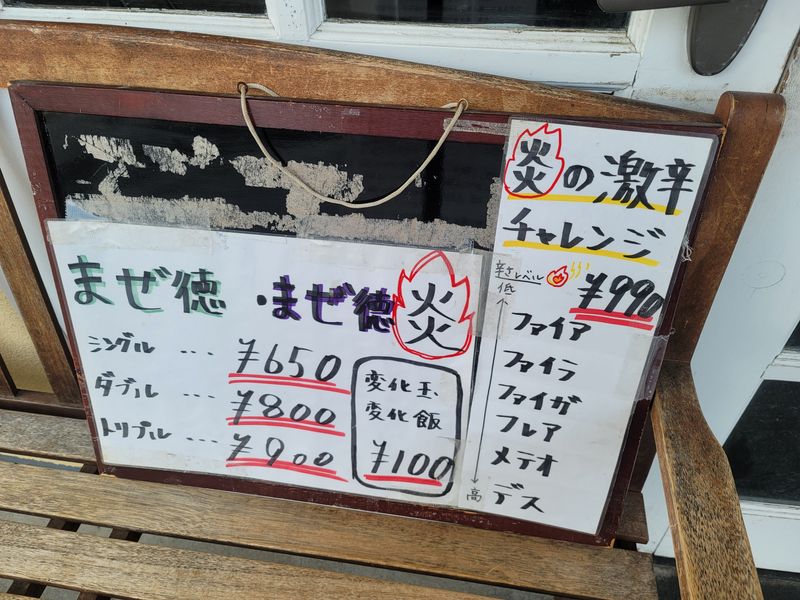 まぜ徳・まぜ徳炎
シングル … ¥650
ダブル … ¥800
トリプル … ¥900
変化玉
変化飯
¥100
炎の激辛
チャレンジ
辛さレベル
¥990
低
ファイア
ファイラ
ファイガ
フレア
メテオ
高 デス